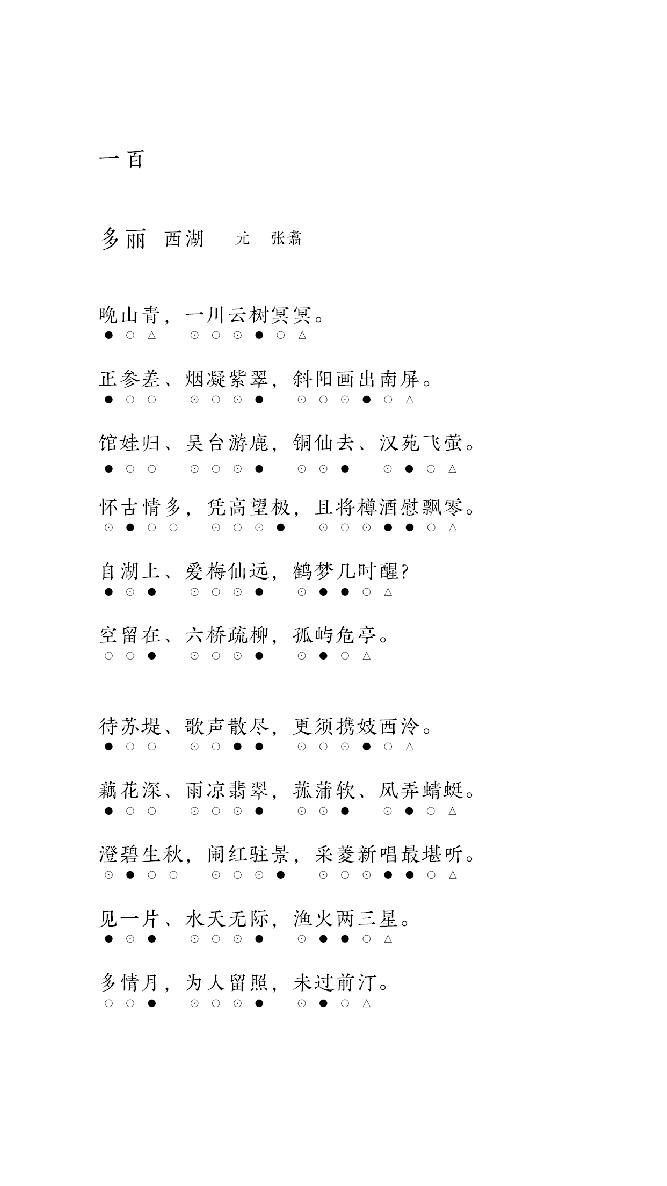 一百
多丽 西湖 元 张翥
晚山青，一川云树冥冥。
●○△ ⊙○⊙●○△
正参差、烟凝紫翠，斜阳画出南屏。
●○○ ⊙○⊙● ⊙○⊙●○△
馆娃归、吴台游鹿，铜仙去、汉苑飞萤。
●○○ ⊙○⊙● ⊙⊙● ⊙●○△
怀古情多，凭高望极，且将樽酒慰飘零。
⊙●○○ ⊙○⊙● ⊙○⊙●●○△
自湖上、爱梅仙远，鹤梦几时醒？
●⊙● ⊙○⊙● ⊙●●○△
空留在、六桥疏柳，孤屿危亭。
○○● ⊙○⊙● ⊙●○△
待苏堤、歌声散尽，更须携妓西泠。
●○○ ⊙○●● ⊙○⊙●○△
藕花深、雨凉翡翠，菰蒲软、风弄蜻蜓。
●○○ ⊙○⊙● ⊙⊙● ⊙●○△
澄碧生秋，闹红驻景，采菱新唱最堪听。
⊙●○○ ⊙○⊙● ⊙○⊙●●○△
见一片、水天无际，渔火两三星。
●⊙● ⊙○⊙● ⊙●●○△
多情月，为人留照，未过前汀。
○○● ⊙○⊙● ⊙●○△